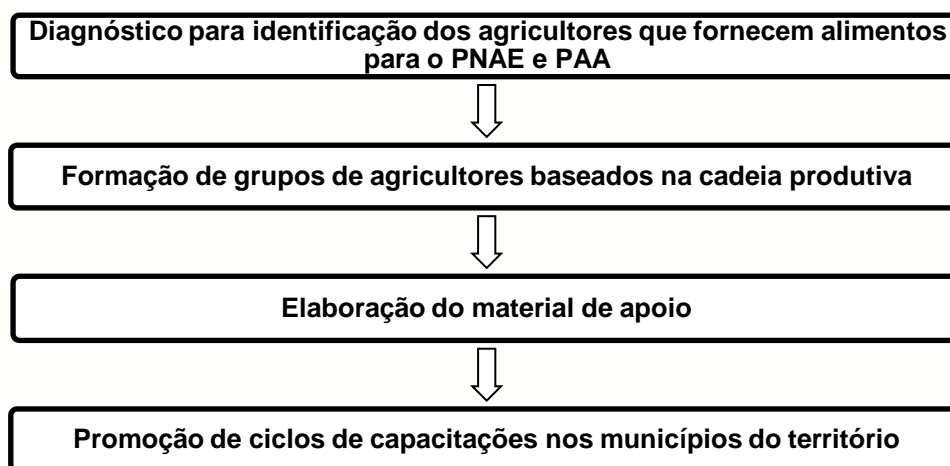 Diagnóstico para identificação dos agricultores que fornecem alimentos
para o PNAE e PAA
Formação de grupos de agricultores baseados na cadeia produtiva
Elaboração do material de apoio
Promoção de ciclos de capacitações nos municípios do território